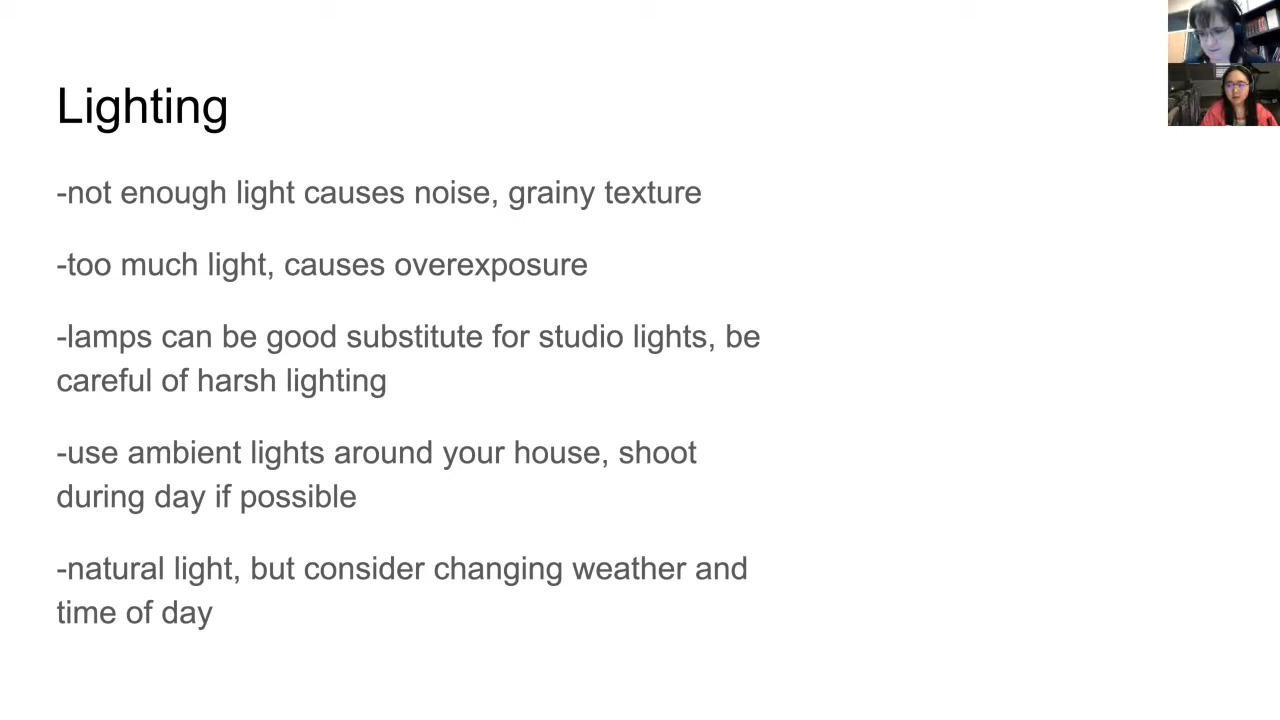 Lighting
-not enough light causes noise, grainy texture
-too much light, causes overexposure
-lamps can be good substitute for studio lights, be
careful of harsh lighting
-use ambient lights around your house, shoot
during day if possible
-natural light, but consider changing weather and
time of day